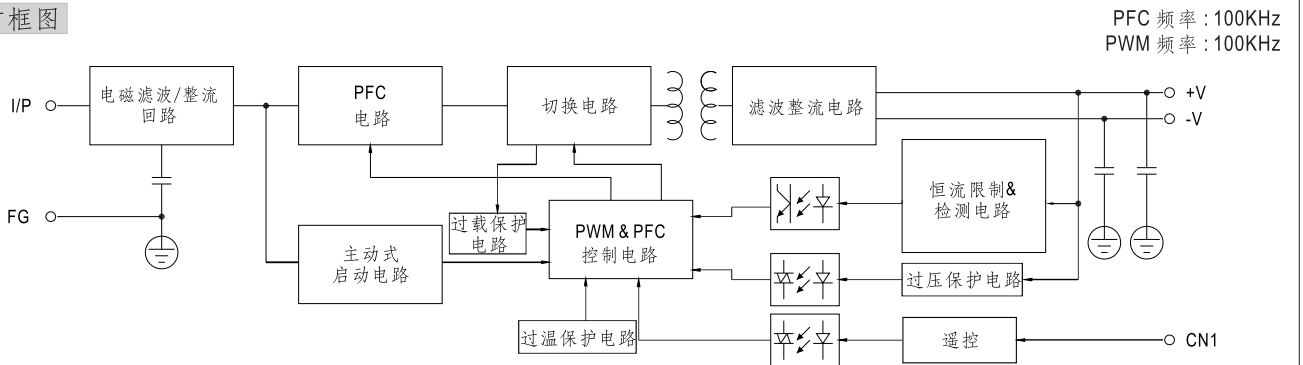 框图
PFC 频率 : 100KHz
PWM 频率 : 100KHz
I/P
电磁滤波/整流
回路
PFC
电路
切换电路
滤波整流电路
+V
-V
FG
过载保护
电路
PWM & PFC
控制电路
恒流限制&
检测电路
主动式
启动电路
过压保护电路
过温保护电路
遥控
CN1